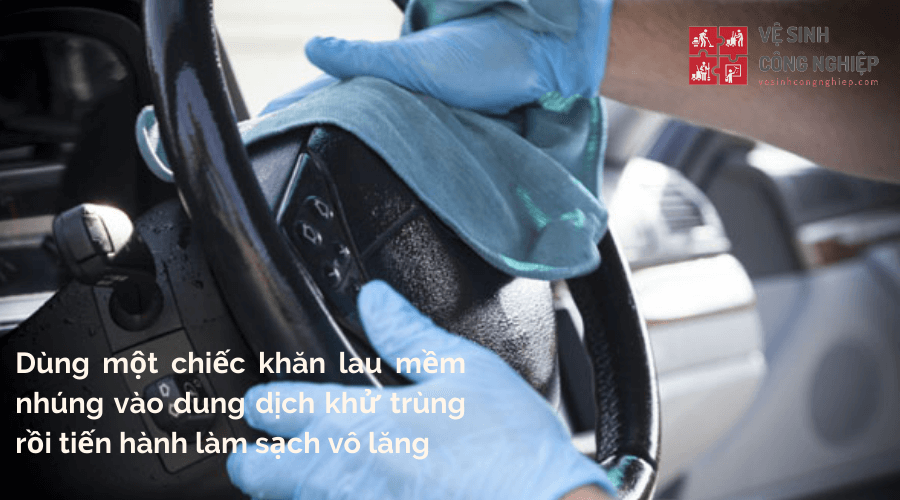 VỆ SINH
CÔNG NGHIỆP
vesinhcongnghiep.com
Dùng một chiếc khăn lau mềm
nhúng vào dung dịch khử trùng
rồi tiến hành làm sạch vô lăng